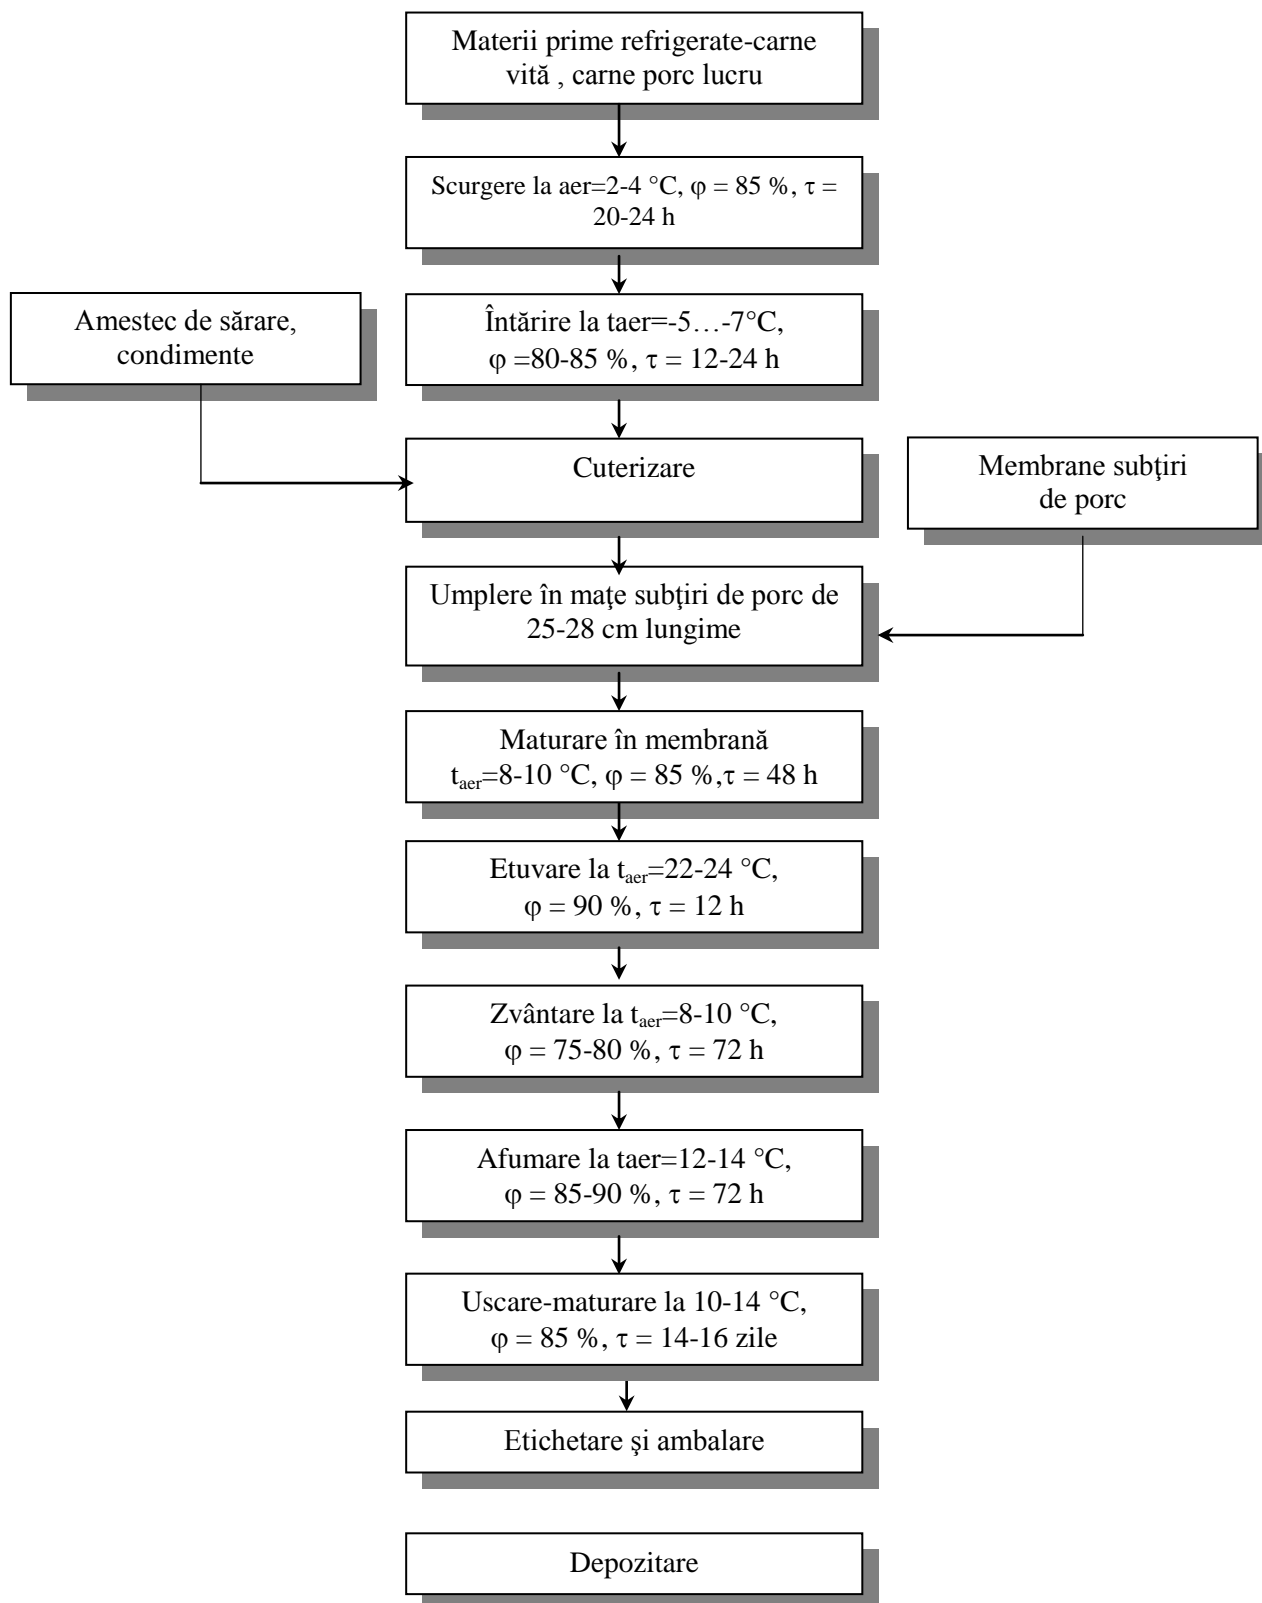 Materii prime refrigerate-carne
vită , carne porc lucru
Scurgere la aer=2-4 °C, φ = 85 %, τ =
20-24 h
Întărire la taer=-5…-7°C,
φ =80-85 %, τ = 12-24 h
Amestec de sărare,
condimente
Cuterizare
Membrane subţiri
de porc
Umplere în maţe subţiri de porc de
25-28 cm lungime
Maturare în membrană
taer=8-10 °C, φ = 85 %,τ = 48 h
Etuvare la taer=22-24 °C,
φ = 90 %, τ = 12 h
Zvântare la taer=8-10 °C,
φ = 75-80 %, τ = 72 h
Afumare la taer=12-14 °C,
φ = 85-90 %, τ = 72 h
Uscare-maturare la 10-14 °C,
φ = 85 %, τ = 14-16 zile
Etichetare şi ambalare
Depozitare